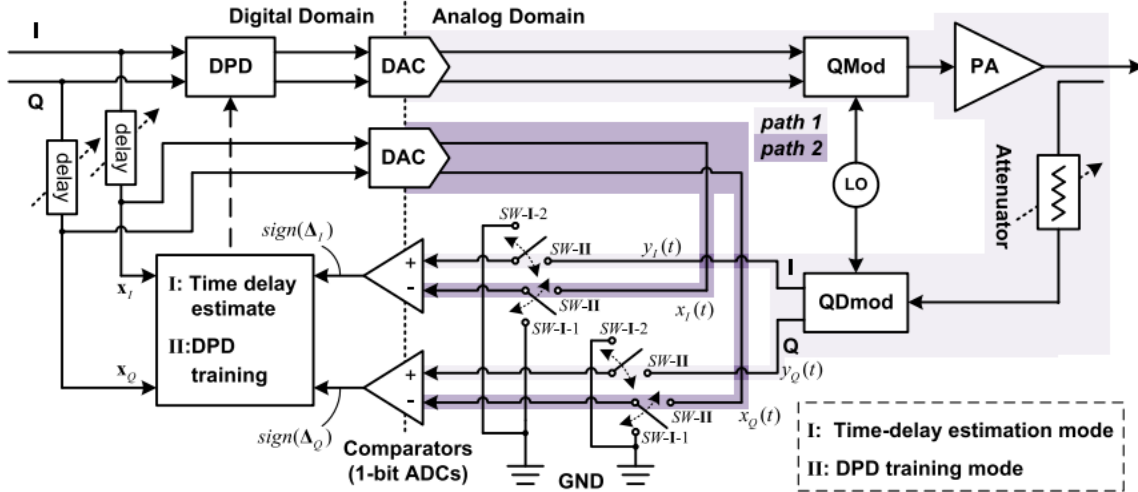 Digital Domain
Analog Domain
I
Q
DPD
DAC
QMod
PA
delay
delay
DAC
path 1
path 2
LO
Attenuator
sign(Δ_I)
SW-I-2
SW-II
y_I(t)
I
+
-
SW-II
x_I(t)
SW-I-1
QDmod
x_I
I: Time delay
estimate
II:DPD
training
SW-I-2
Q
SW-II
y_Q(t)
x_Q
+
-
SW-II
x_Q(t)
SW-I-1
sign(Δ_Q)
Comparators
(1-bit ADCs)
GND
I: Time-delay estimation mode
II: DPD training mode